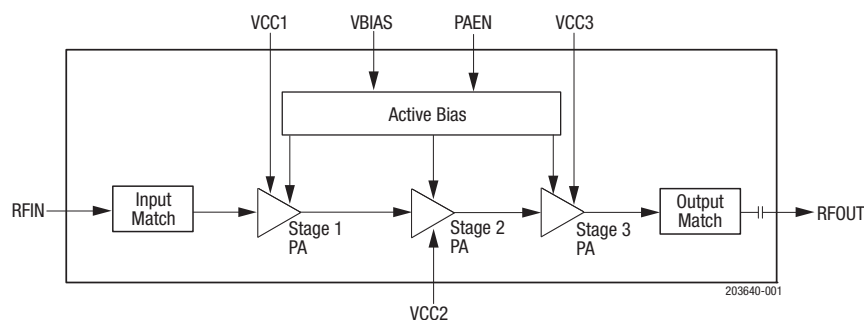 VCC1
VBIAS
PAEN
VCC3
Active Bias
RFIN
Input
Match
Stage 1
PA
Stage 2
PA
Stage 3
PA
Output
Match
RFOUT
VCC2
203640-001